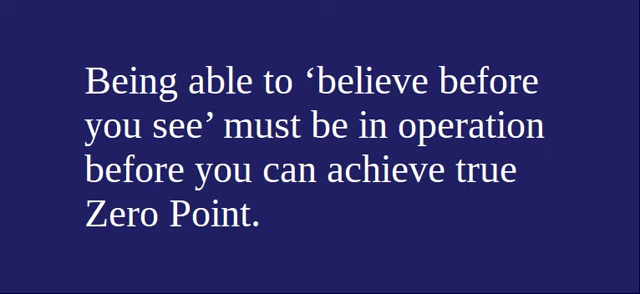 Being able to ‘believe before
you see’ must be in operation
before you can achieve true
Zero Point.